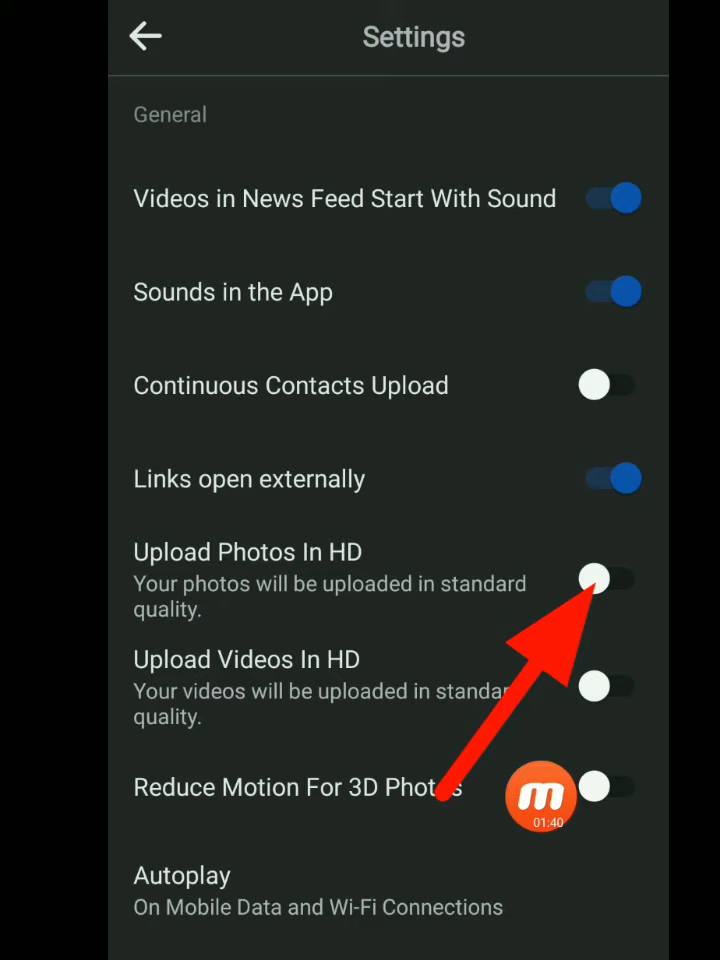 Settings
General
Videos in News Feed Start With Sound
Sounds in the App
Continuous Contacts Upload
Links open externally
Upload Photos In HD
Your photos will be uploaded in standard
quality.
Upload Videos In HD
Your videos will be uploaded in standard
quality.
Reduce Motion For 3D Photos
01:40
Autoplay
On Mobile Data and Wi-Fi Connections